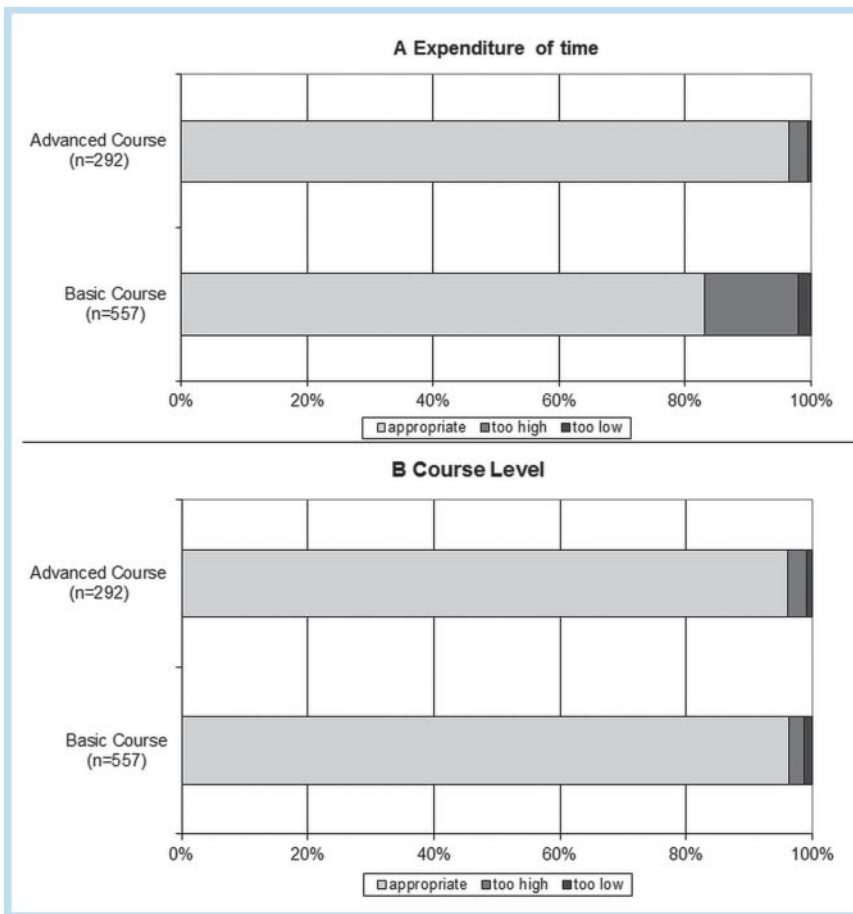 A Expenditure of time
Advanced Course
(n=292)
Basic Course
(n=557)
0% 20% 40% 60% 80% 100%
appropriate too high too low
B Course Level
Advanced Course
(n=292)
Basic Course
(n=557)
0% 20% 40% 60% 80% 100%
appropriate too high too low